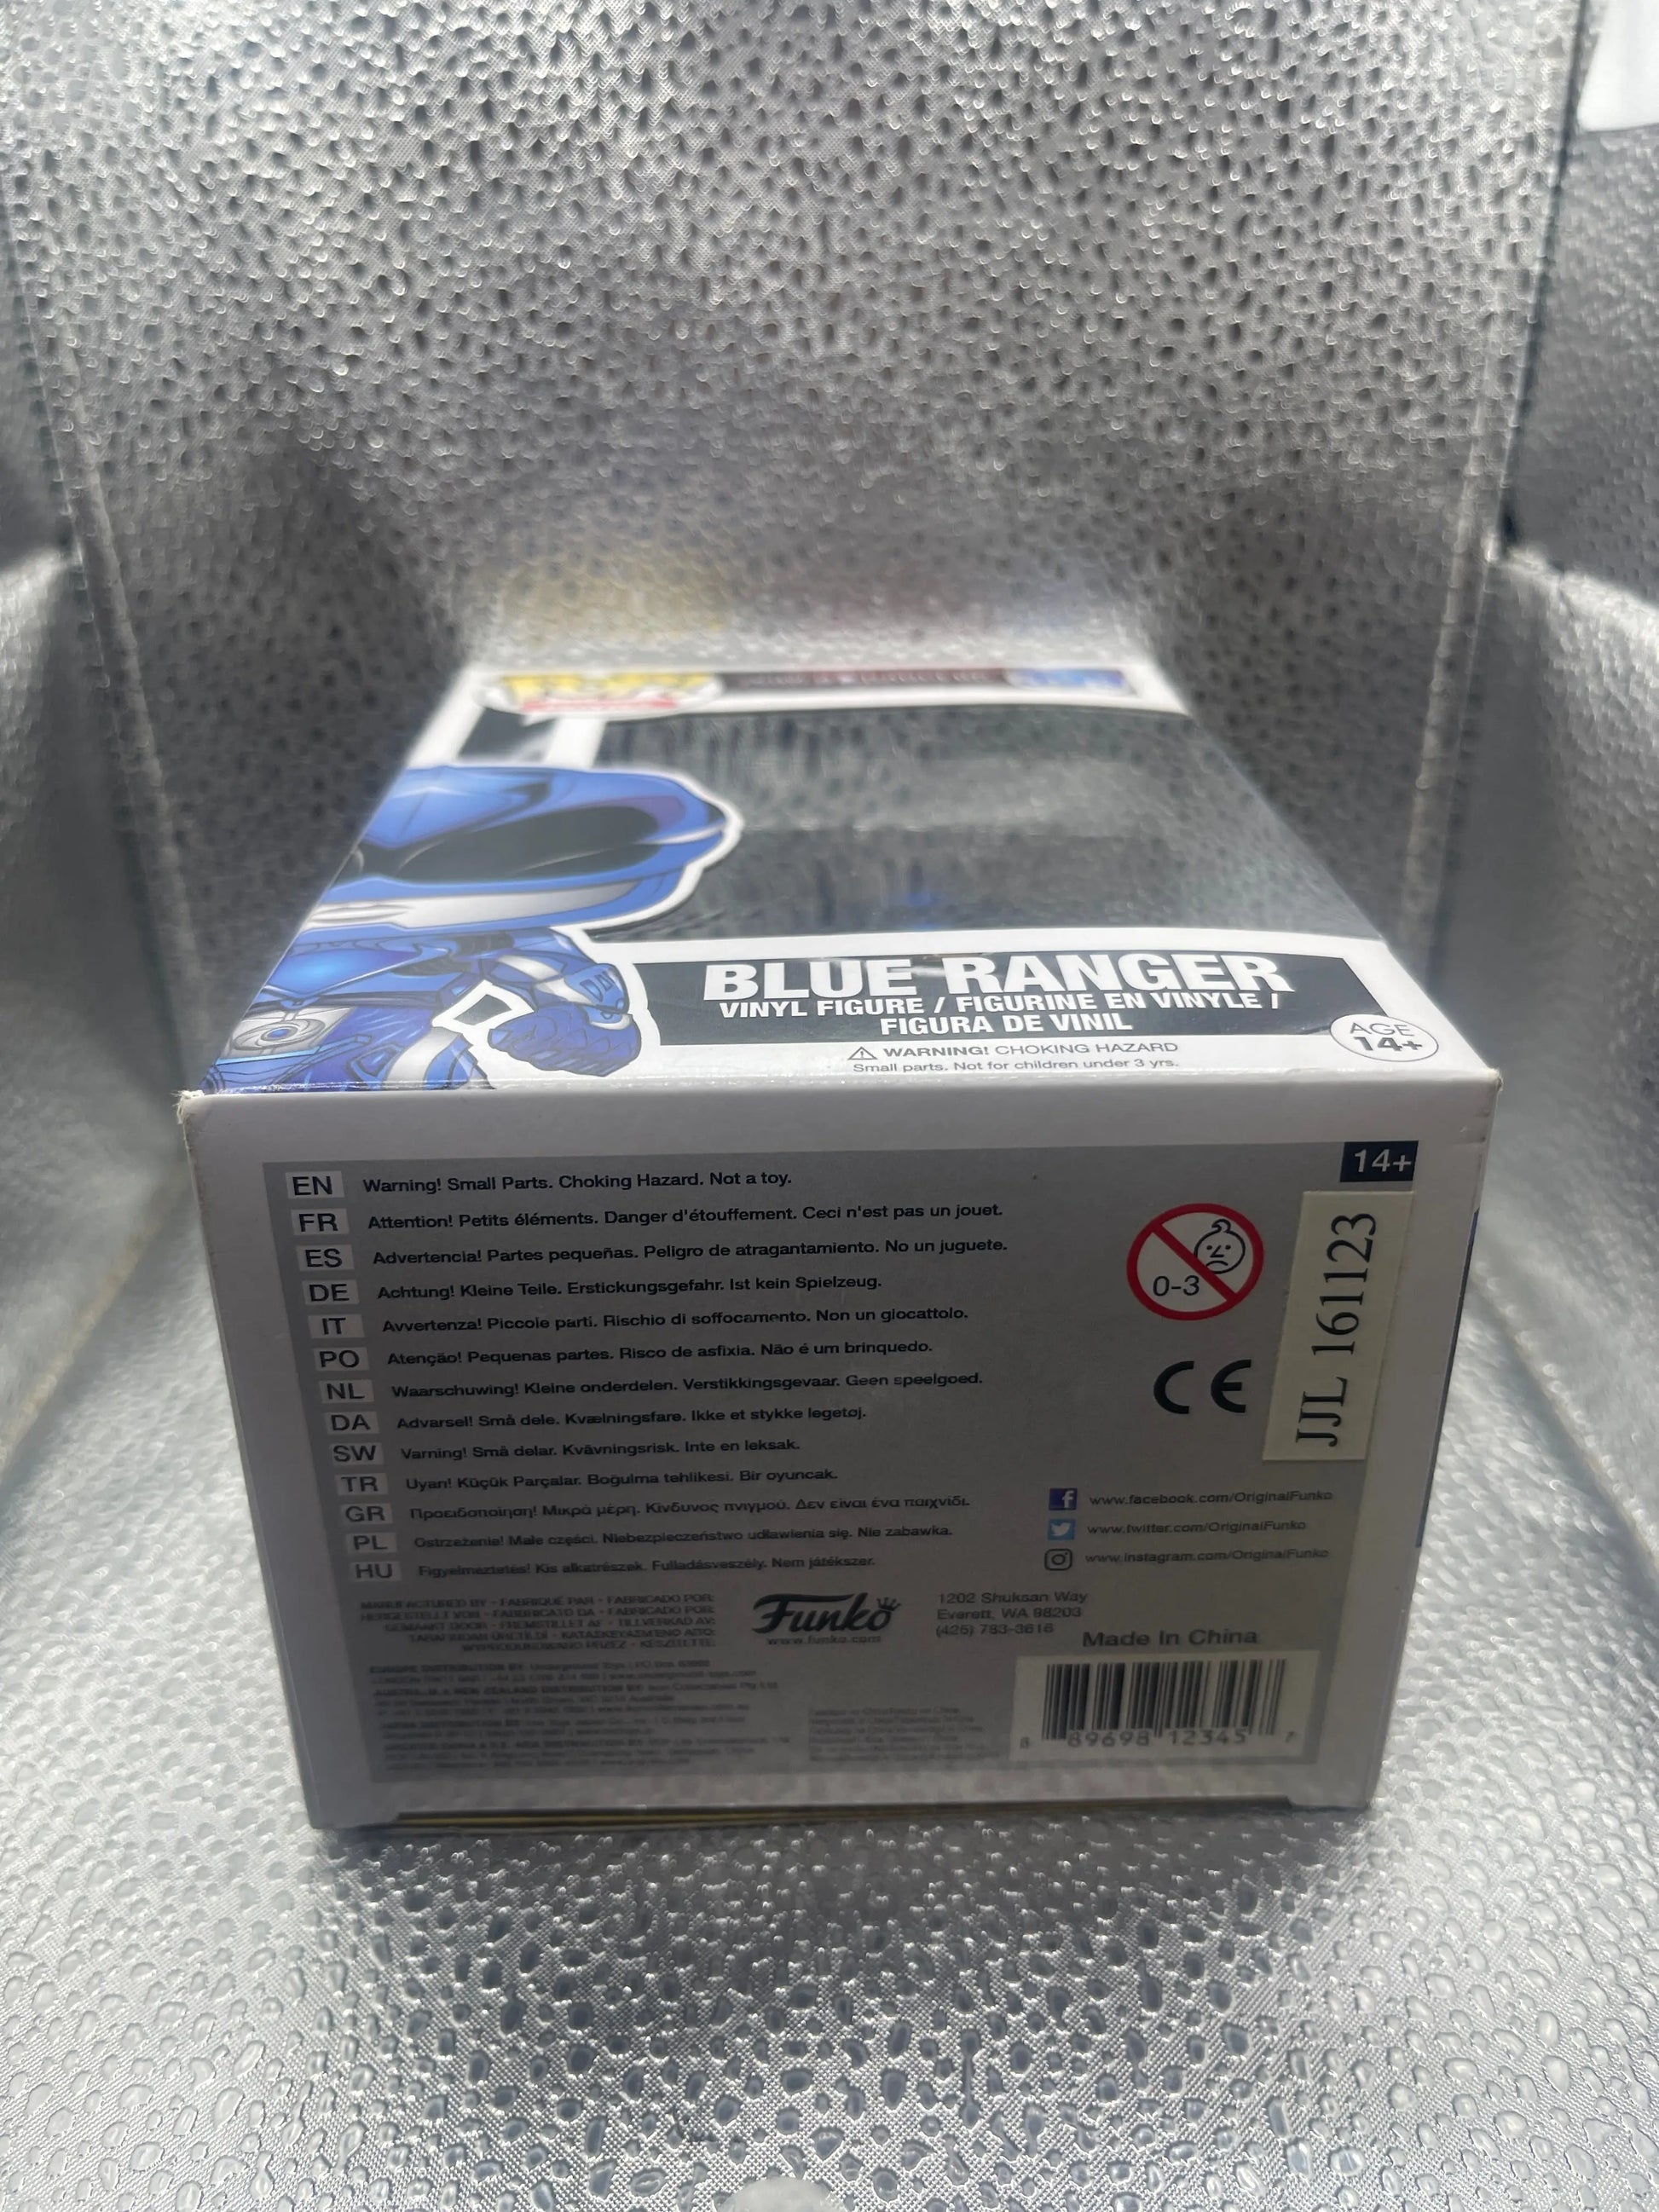 BLUE RANGER
VINYL FIGURE / FIGURINE EN VINYLE /
FIGURA DE VINIL
AGE
14+
WARNING! CHOKING HAZARD
Small parts. Not for children under 3 yrs.
14+
EN Warning! Small Parts. Choking Hazard. Not a toy.
FR Attention! Petits éléments. Danger d'étouffement. Ceci n'est pas un jouet.
ES Advertencia! Partes pequeñas. Peligro de atragantamiento. No un juguete.
DE Achtung! Kleine Teile. Erstickungsgefahr. Ist kein Spielzeug.
IT Avvertenza! Piccole parti. Rischio di soffocamento. Non un giocattolo.
PO Atenção! Pequenas partes. Risco de asfixia. Não é um brinquedo.
NL Waarschuwing! Kleine onderdelen. Verstikkingsgevaar. Geen speelgoed.
DA Advarsel! Små dele. Kvælningsfare. Ikke et stykke legetøj.
SW Varning! Små delar. Kvävningsrisk. Inte en leksak.
TR Uyarı! Küçük Parçalar. Boğulma tehlikesi. Bir oyuncak.
GR Προειδοποίηση! Μικρά μέρη. Κίνδυνος πνιγμού. Δεν είναι ένα παιχνίδι.
PL Ostrzeżenie! Małe części. Niebezpieczeństwo udławienia się. Nie zabawka.
HU Figyelmeztetés! Kis alkatrészek. Fulladásveszély. Nem játékszer.
0-3
CE
JJL 161123
www.facebook.com/OriginalFunko
www.twitter.com/OriginalFunko
www.instagram.com/OriginalFunko
MANUFACTURED BY - FABRIQUÉ PAR - FABRICADO POR:
Funko
www.funko.com
1202 Shuksan Way
Everett, WA 98203
(425) 783-3616
Made In China
8 89698 12345 7